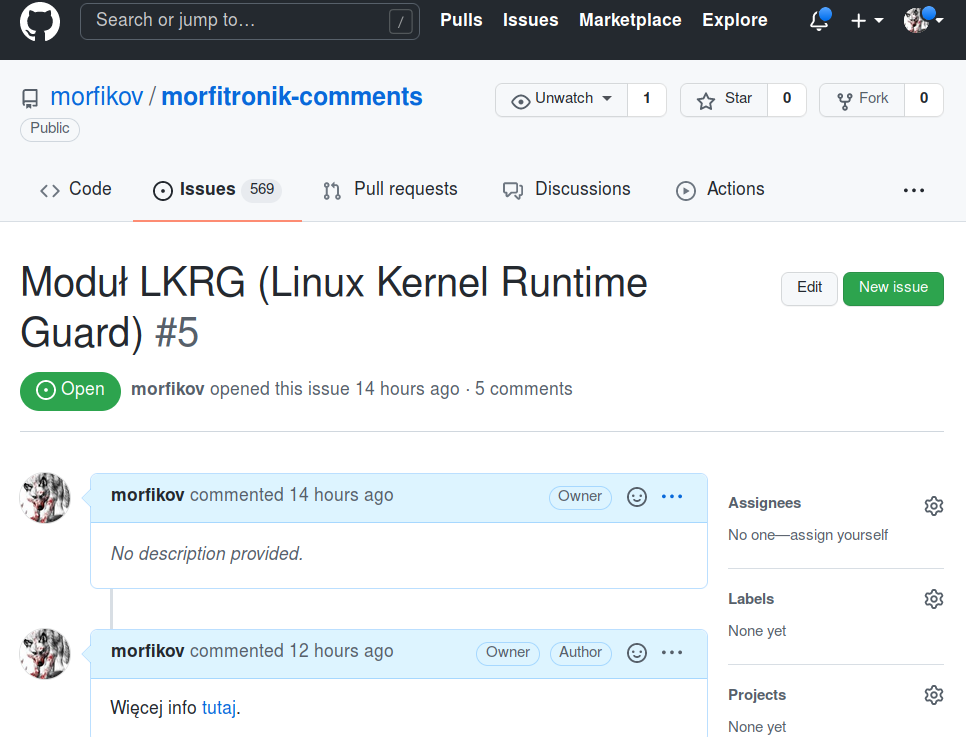 Search or jump to… / Pulls Issues Marketplace Explore
morfikov / morfitronik-comments Unwatch 1 Star 0 Fork 0
Public
Code Issues 569 Pull requests Discussions Actions ...
Moduł LKRG (Linux Kernel Runtime
Guard) #5
Edit New issue
Open morfikov opened this issue 14 hours ago · 5 comments
morfikov commented 14 hours ago Owner ...
No description provided.
morfikov commented 12 hours ago Owner Author ...
Więcej info tutaj.
Assignees
No one—assign yourself
Labels
None yet
Projects
None yet